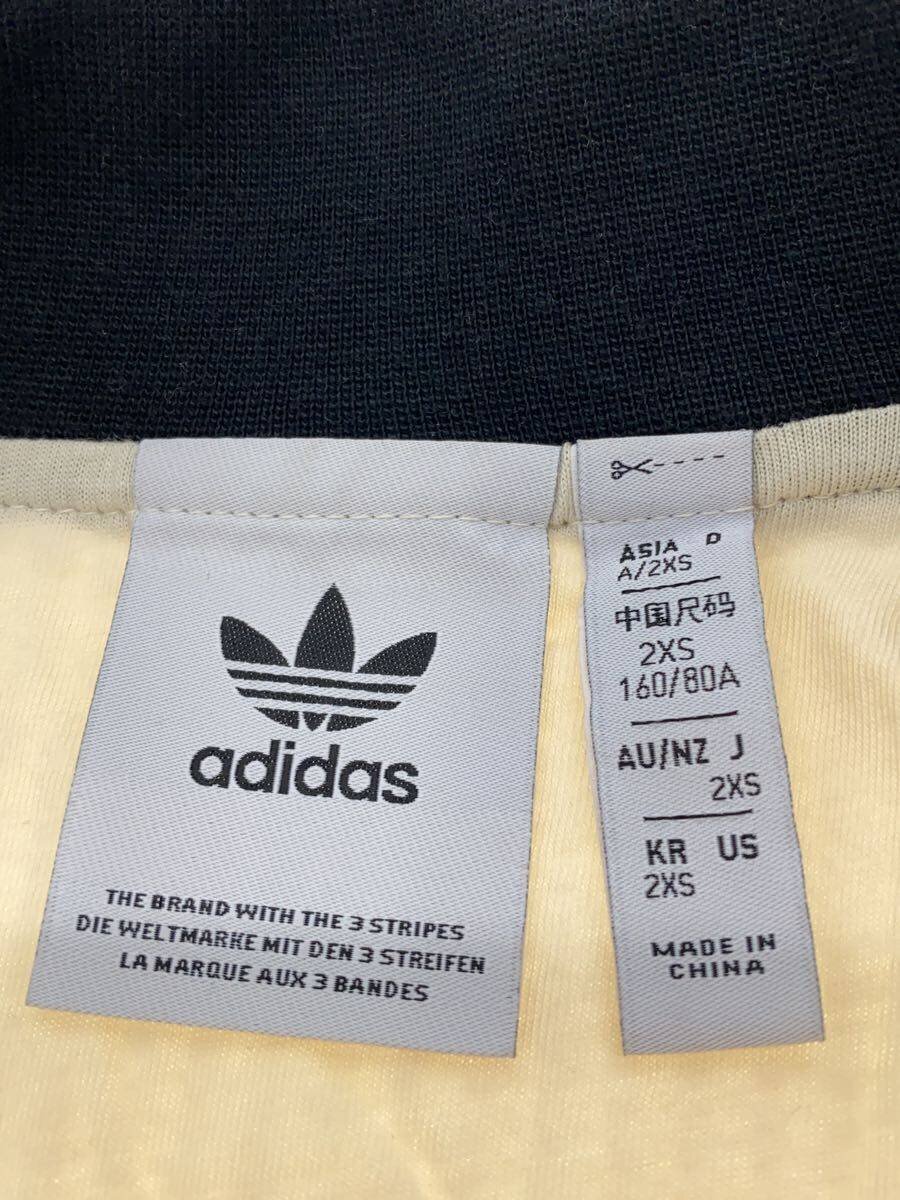 adidas
THE BRAND WITH THE 3 STRIPES
DIE WELTMARKE MIT DEN 3 STREIFEN
LA MARQUE AUX 3 BANDES
ASIA D
A/2XS
中国尺码
2XS
160/80A
AU/NZ J
2XS
KR US
2XS
MADE IN
CHINA